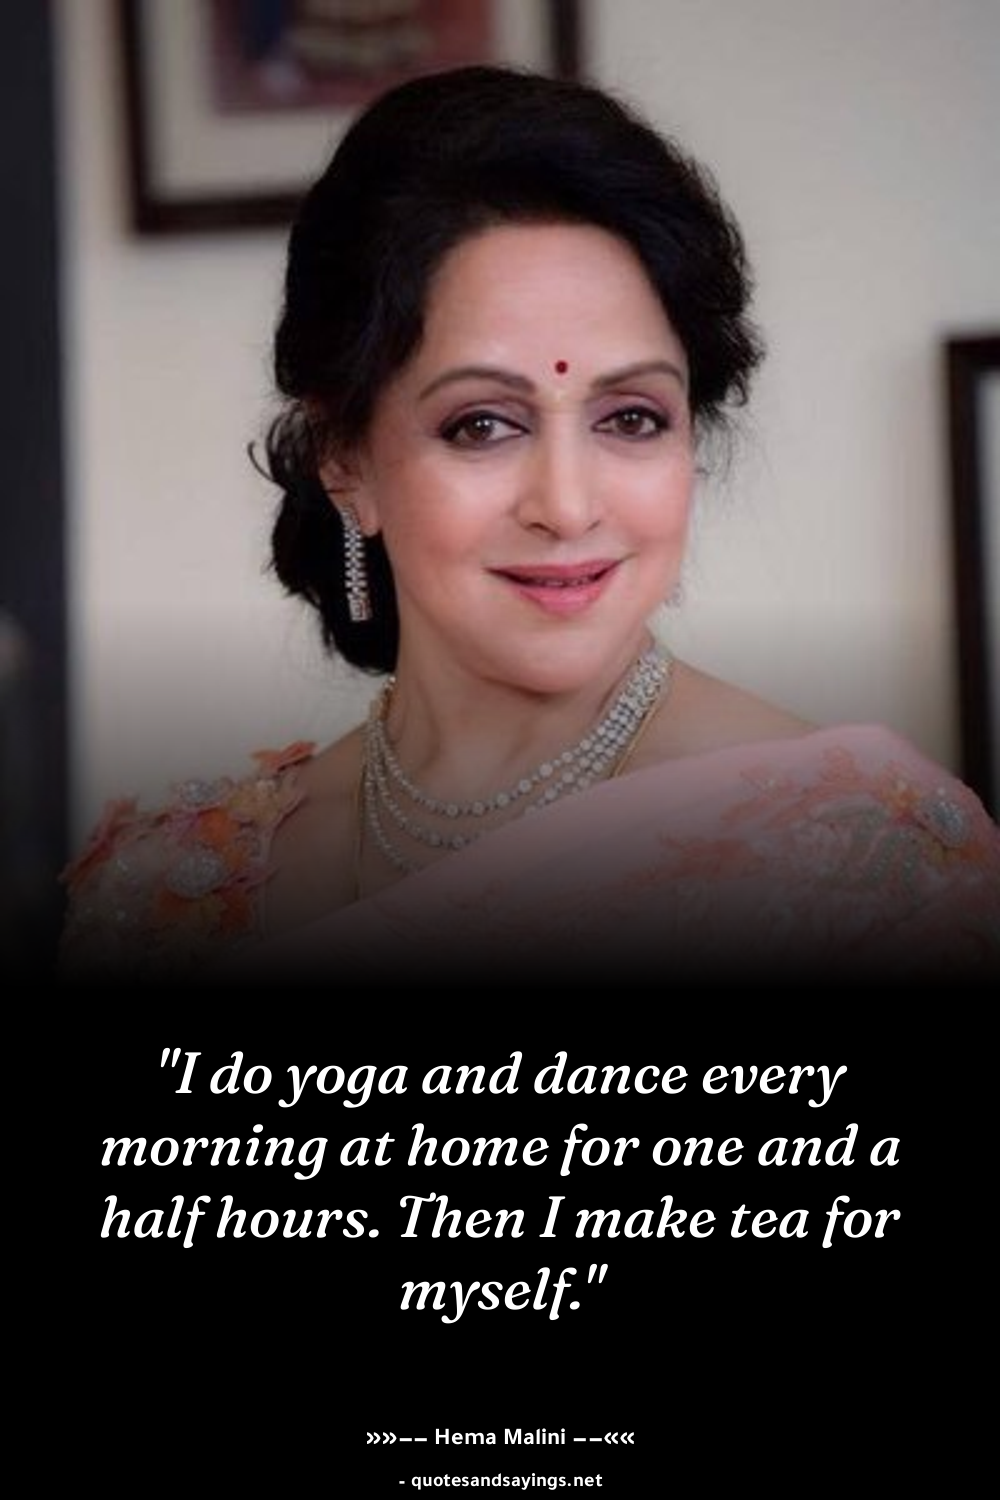 "I do yoga and dance every
morning at home for one and a
half hours. Then I make tea for
myself."
»»−− Hema Malini −−««
- quotesandsayings.net